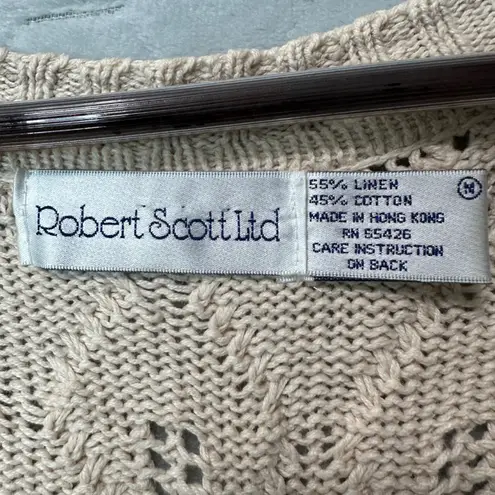 Robert Scott Ltd
55% LINEN
M
45% COTTON
MADE IN HONG KONG
RN 55426
CARE INSTRUCTION
ON BACK